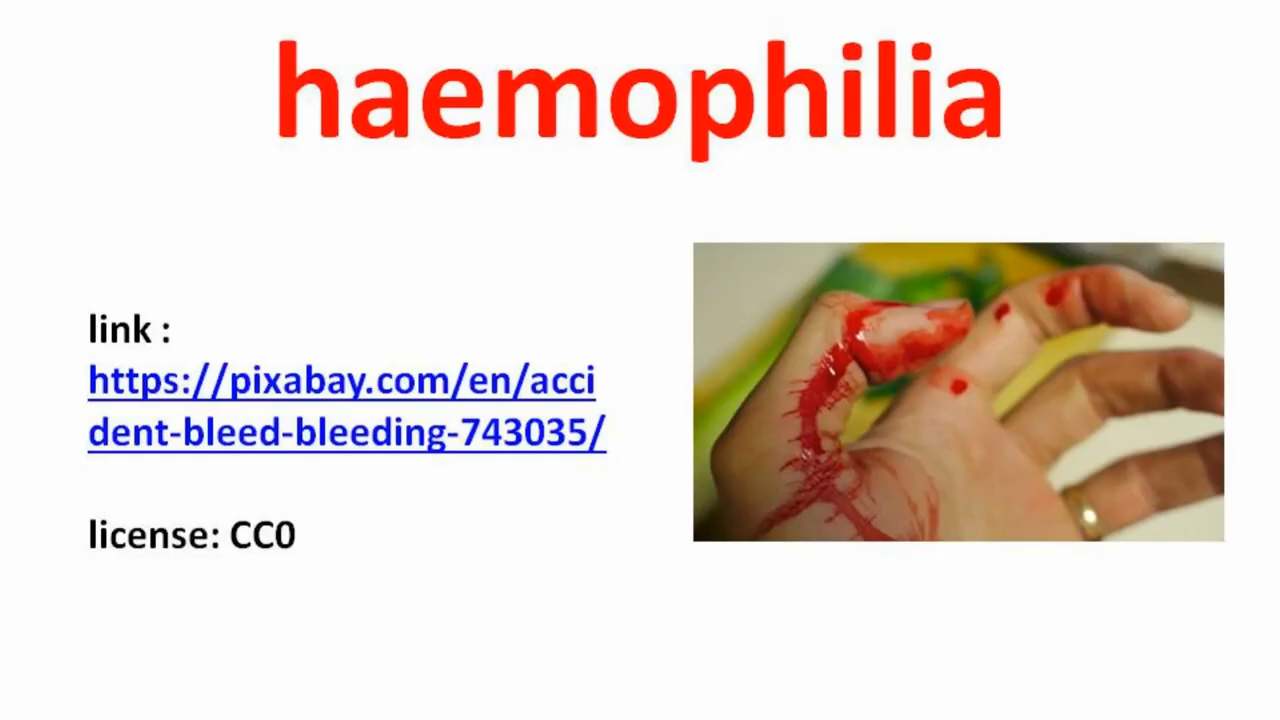 haemophilia
link :
https://pixabay.com/en/acci
dent-bleed-bleeding-743035/
license: CC0